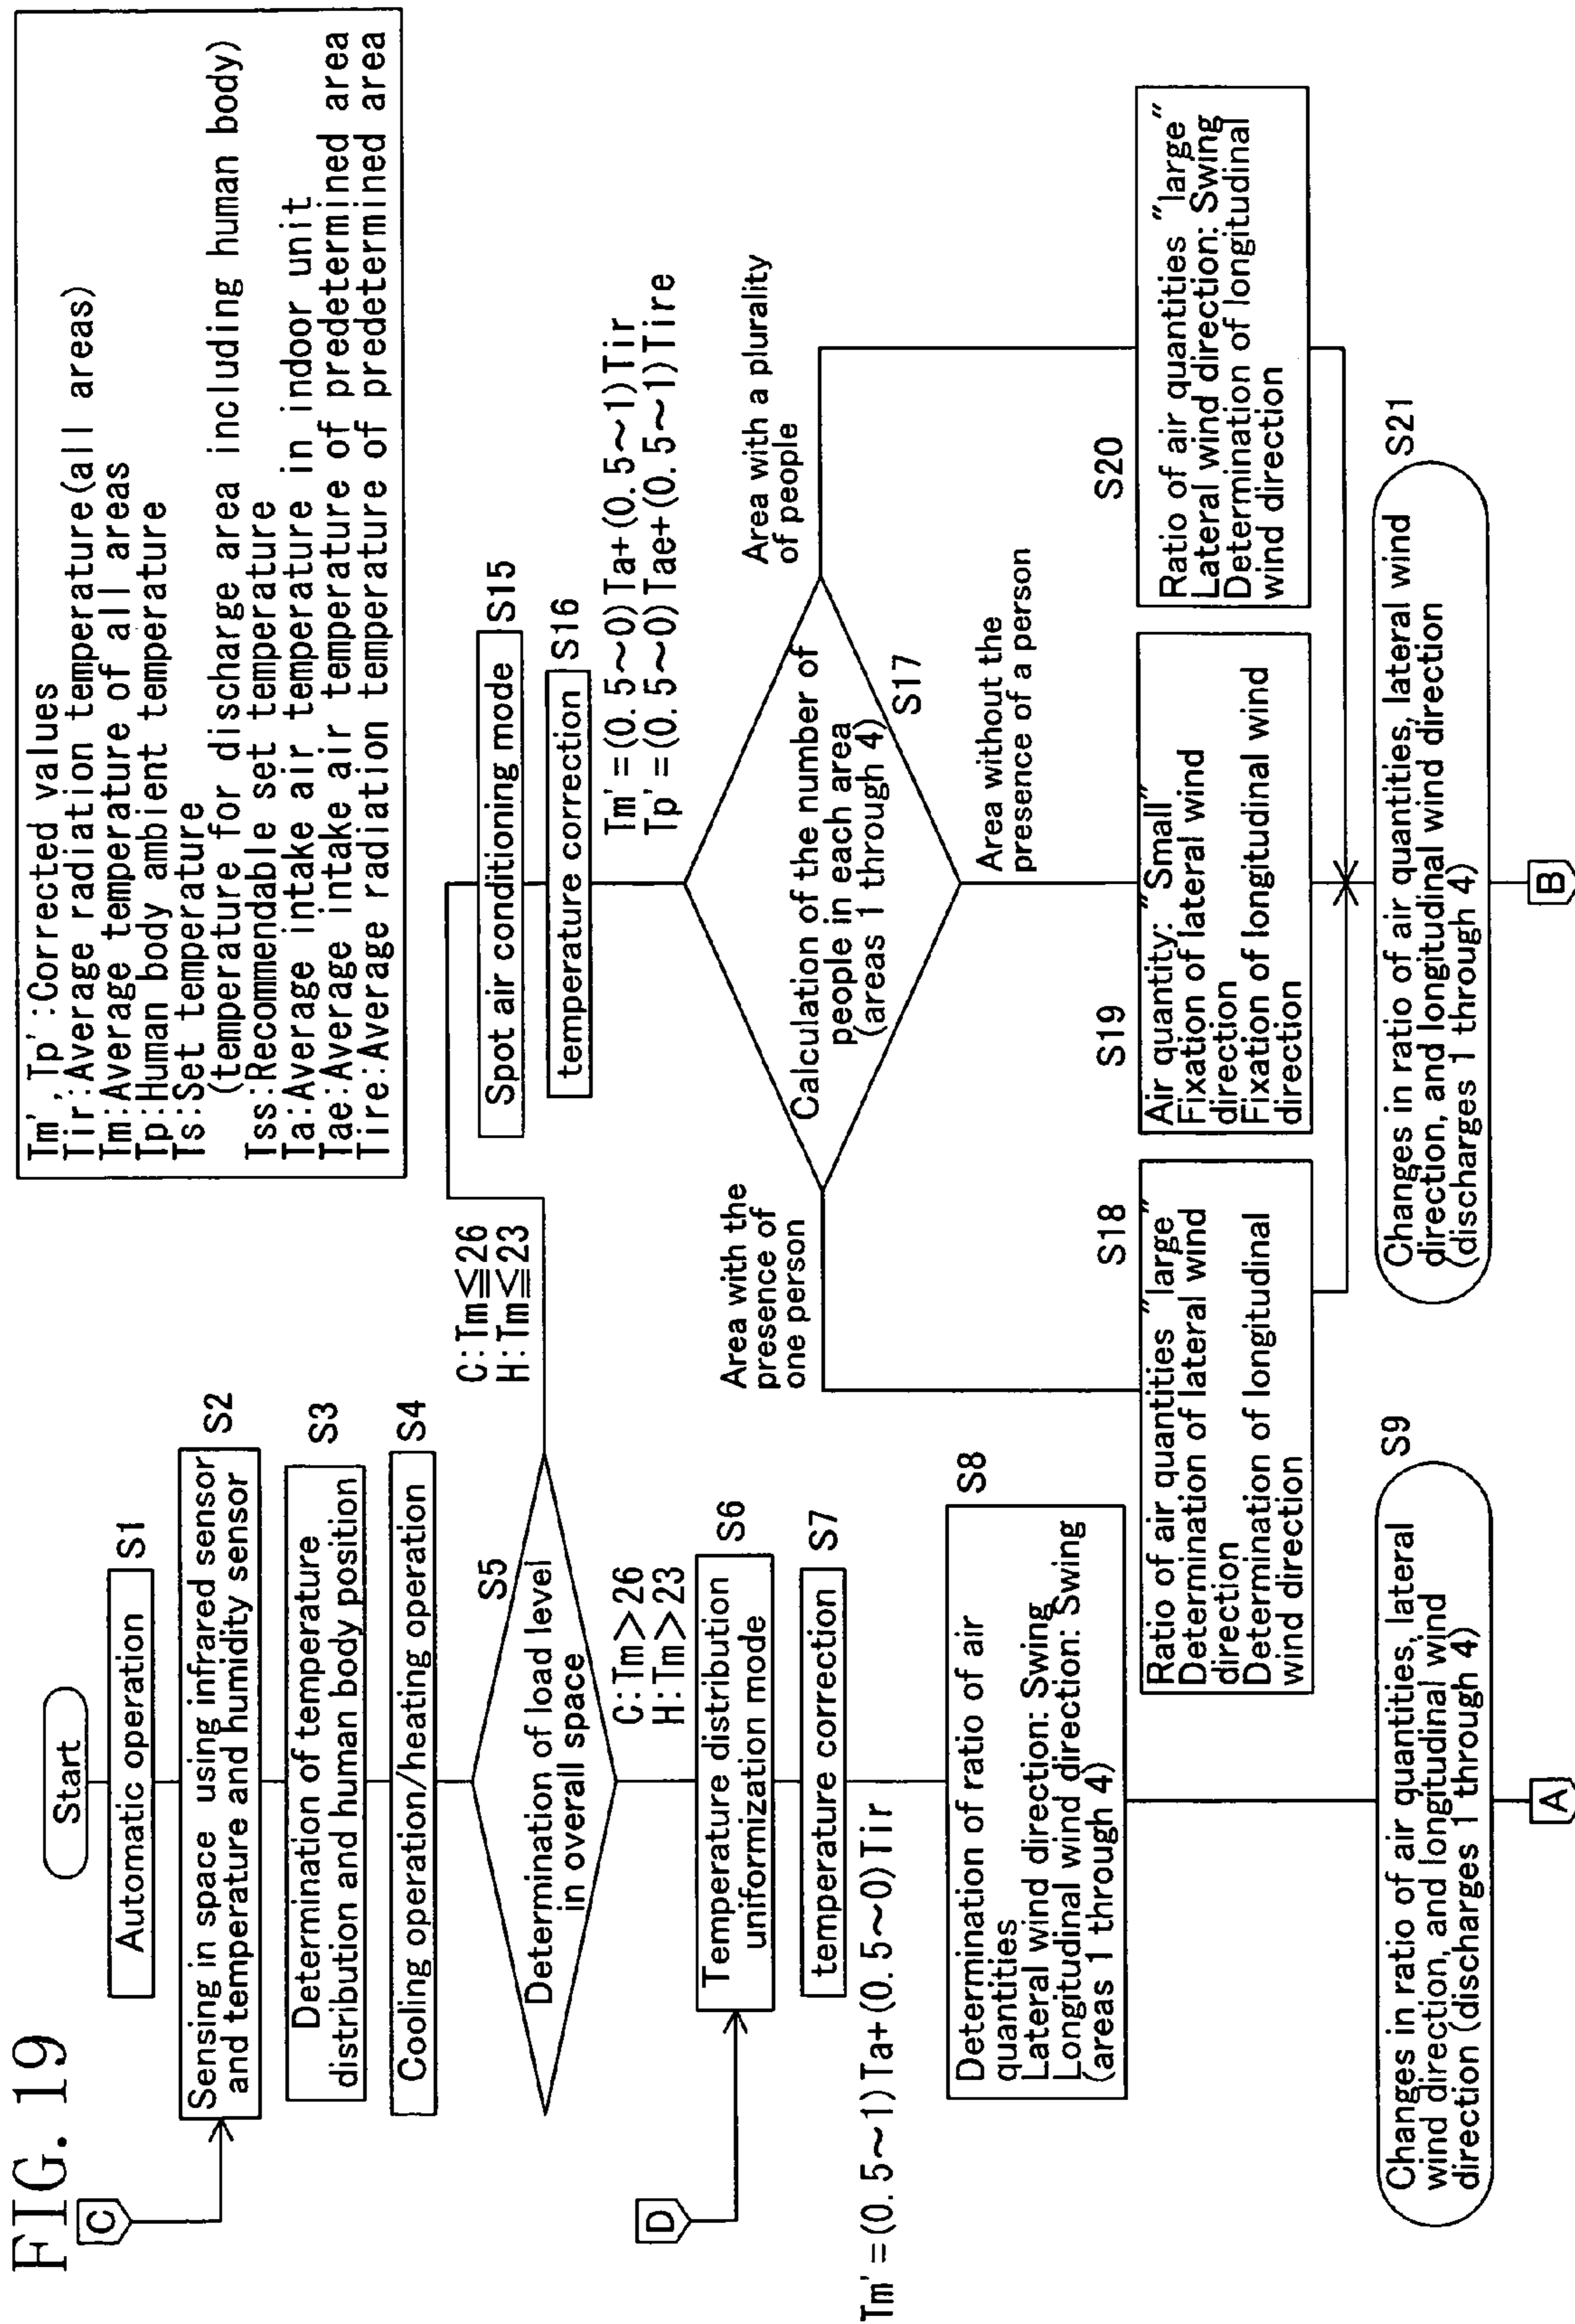 FIG. 19
Tm', Tp':Corrected values
Tir:Average radiation temperature(all areas)
Tm:Average temperature of all areas
Tp:Human body ambient temperature
Ts:Set temperature
(temperature for discharge area including human body)
Tss:Recommendable set temperature
Ta:Average intake air temperature in indoor unit
Tae:Average intake air temperature of predetermined area
Tire:Average radiation temperature of predetermined area
C
Start
Automatic operation
S1
Sensing in space using infrared sensor
and temperature and humidity sensor
S2
Determination of temperature
distribution and human body position
S3
Cooling operation/heating operation
S4
Determination of load level
in overall space
S5
C:Tm≦26
H:Tm≦23
C:Tm>26
H:Tm>23
D
Temperature distribution
uniformization mode
S6
temperature correction
S7
Tm'=(0.5~1)Ta+(0.5~0)Tir
Determination of ratio of air
quantities
Lateral wind direction: Swing
Longitudinal wind direction: Swing
(areas 1 through 4)
S8
Changes in ratio of air quantities, lateral
wind direction, and longitudinal wind
direction (discharges 1 through 4)
S9
A
Spot air conditioning mode
S15
temperature correction
S16
Tm'=(0.5~0)Ta+(0.5~1)Tir
Tp'=(0.5~0)Tae+(0.5~1)Tire
Calculation of the number of
people in each area
(areas 1 through 4)
S17
Area with the
presence of
one person
Area without the
presence of a person
Area with a plurality
of people
S18
Ratio of air quantities "large"
Determination of lateral wind
direction
Determination of longitudinal
wind direction
S19
Air quantity: "Small"
Fixation of lateral wind
direction
Fixation of longitudinal wind
direction
S20
Ratio of air quantities "large"
Lateral wind direction: Swing
Determination of longitudinal
wind direction
Changes in ratio of air quantities, lateral wind
direction, and longitudinal wind direction
(discharges 1 through 4)
S21
B